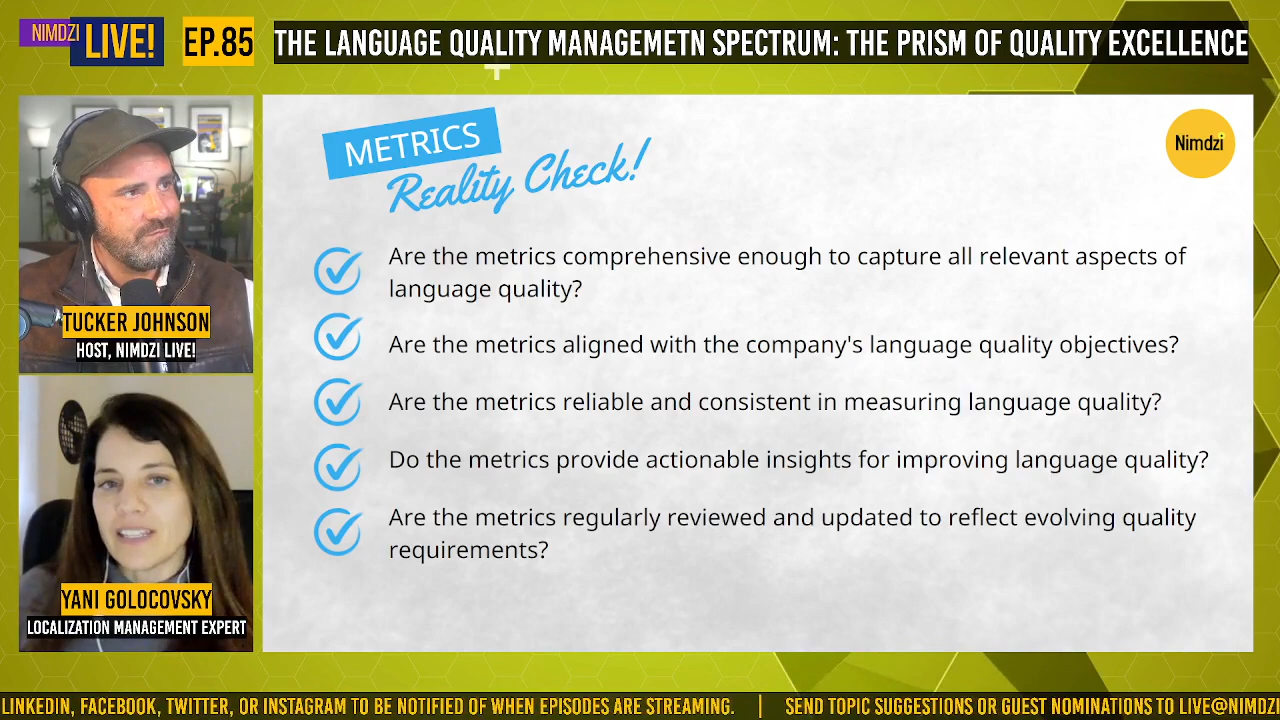 NIMDZI LIVE! EP.85 THE LANGUAGE QUALITY MANAGEMETN SPECTRUM: THE PRISM OF QUALITY EXCELLENCE
TUCKER JOHNSON
HOST, NIMDZI LIVE!
YANI GOLOCOVSKY
LOCALIZATION MANAGEMENT EXPERT
METRICS
Reality Check!
Nimdzi
Are the metrics comprehensive enough to capture all relevant aspects of
language quality?
Are the metrics aligned with the company's language quality objectives?
Are the metrics reliable and consistent in measuring language quality?
Do the metrics provide actionable insights for improving language quality?
Are the metrics regularly reviewed and updated to reflect evolving quality
requirements?
LINKEDIN, FACEBOOK, TWITTER, OR INSTAGRAM TO BE NOTIFIED OF WHEN EPISODES ARE STREAMING. | SEND TOPIC SUGGESTIONS OR GUEST NOMINATIONS TO LIVE@NIMDZI